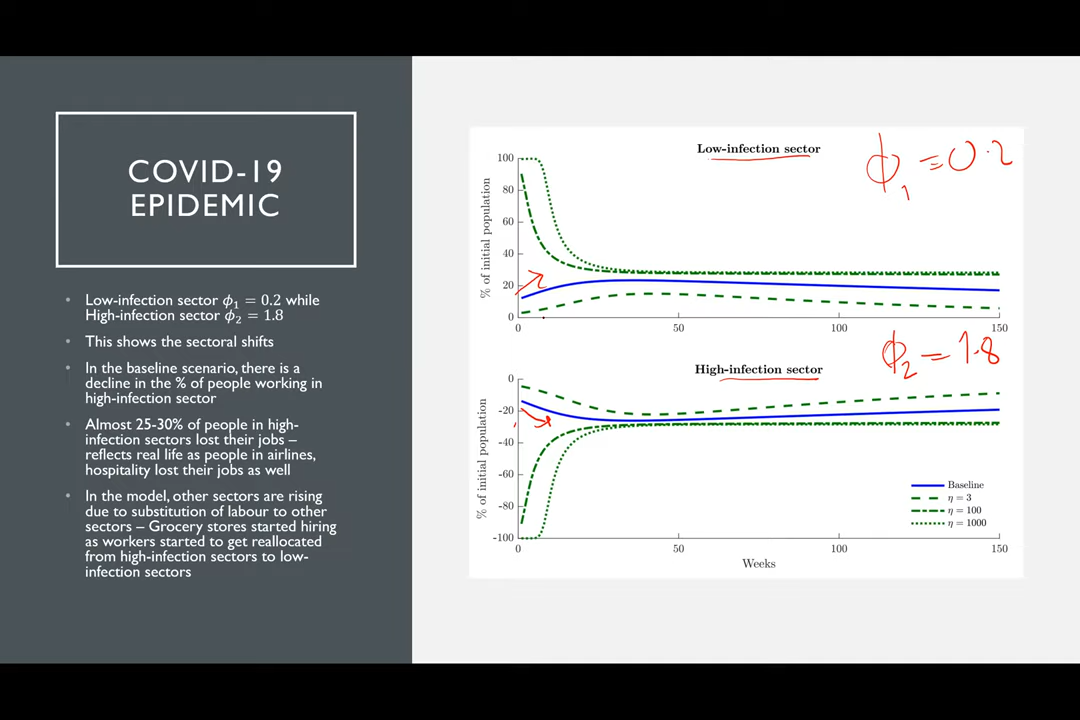 COVID-19
EPIDEMIC
• Low-infection sector 𝜙₁ = 0.2 while
High-infection sector 𝜙₂ = 1.8
• This shows the sectoral shifts
• In the baseline scenario, there is a
decline in the % of people working in
high-infection sector
• Almost 25-30% of people in high-
infection sectors lost their jobs –
reflects real life as people in airlines,
hospitality lost their jobs as well
• In the model, other sectors are rising
due to substitution of labour to other
sectors – Grocery stores started hiring
as workers started to get reallocated
from high-infection sectors to low-
infection sectors
Low-infection sector
ϕ₁ = 0.2
% of initial population
100
80
60
40
20
0
0 50 100 150
ϕ₂ = 1.8
High-infection sector
% of initial population
0
-20
-40
-60
-80
-100
Baseline
η = 3
η = 100
η = 1000
0 50 100 150
Weeks